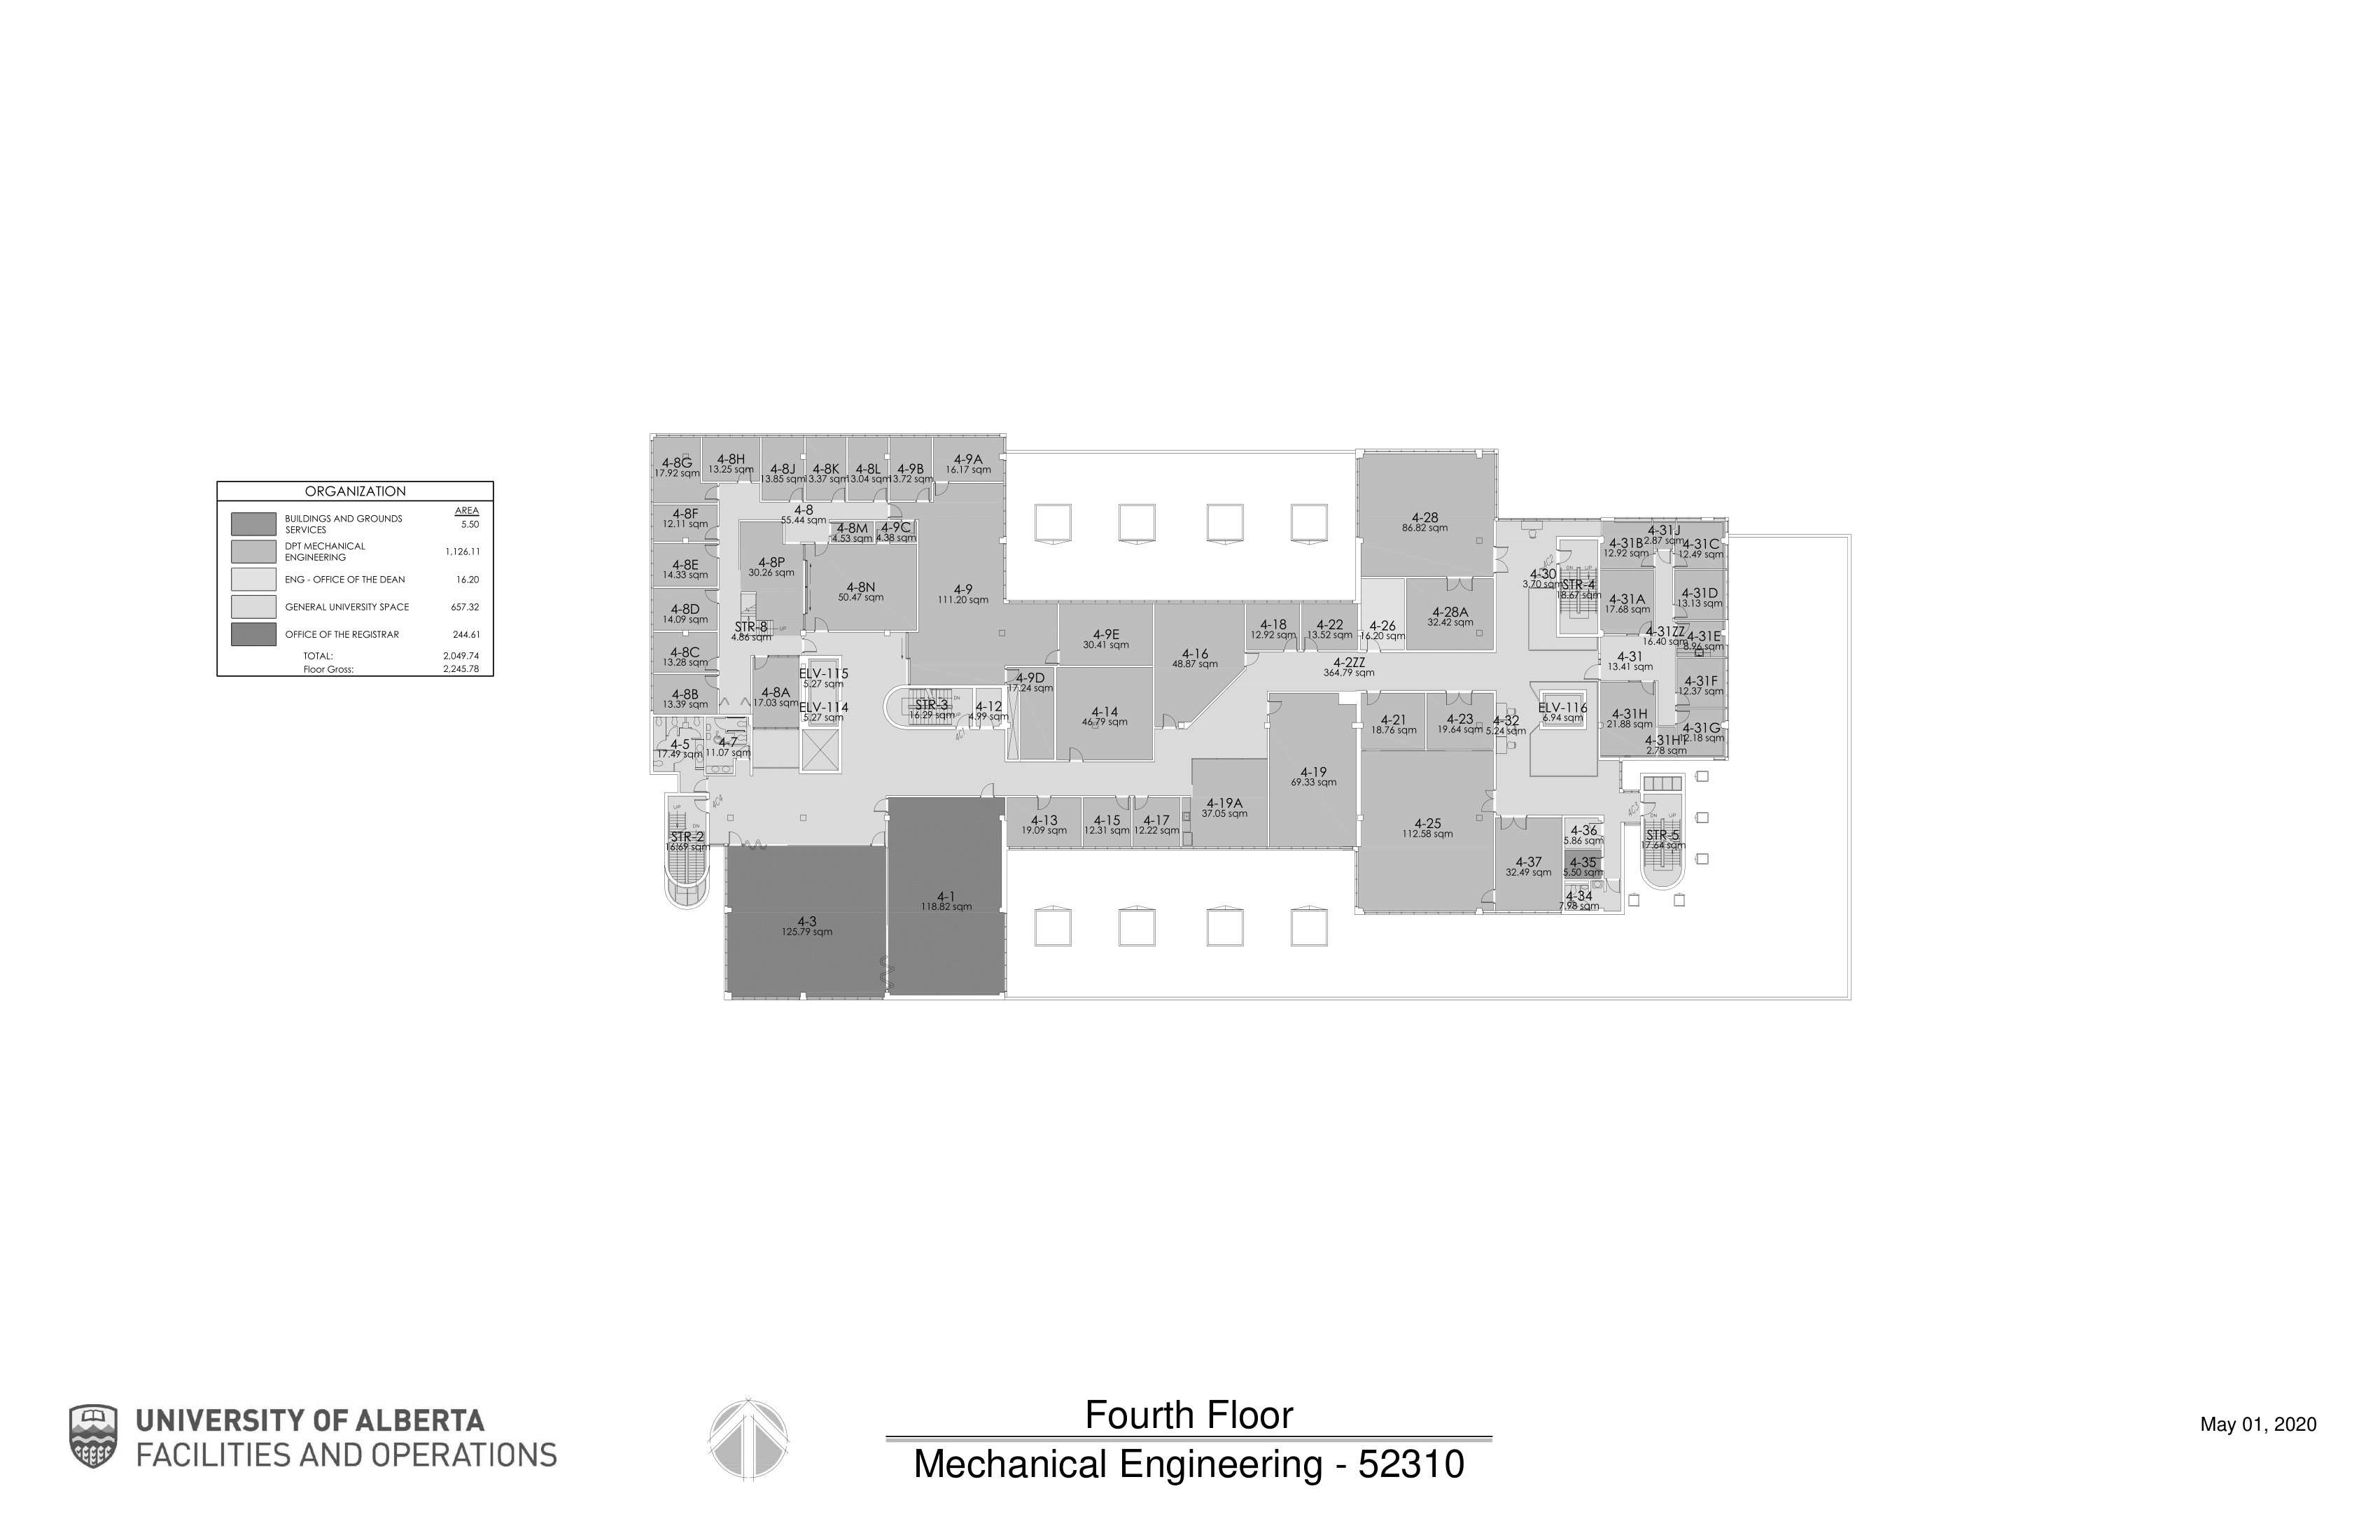 ORGANIZATION
AREA
BUILDINGS AND GROUNDS
SERVICES
5.50
DPT MECHANICAL
ENGINEERING
1,126.11
ENG - OFFICE OF THE DEAN 16.20
GENERAL UNIVERSITY SPACE 657.32
OFFICE OF THE REGISTRAR 244.61
TOTAL: 2,049.74
Floor Gross: 2,245.78
4-8G
17.92 sqm
4-8H
13.25 sqm
4-8J
13.85 sqm
4-8K
13.37 sqm
4-8L
13.04 sqm
4-9B
13.72 sqm
4-9A
16.17 sqm
4-8F
12.11 sqm
4-8
55.44 sqm
4-8M
4.53 sqm
4-9C
4.38 sqm
4-8E
14.33 sqm
4-8P
30.26 sqm
4-8N
50.47 sqm
4-9
111.20 sqm
4-8D
14.09 sqm
STR-8
4.86 sqm
UP
4-8C
13.28 sqm
4-8B
13.39 sqm
4-8A
17.03 sqm
ELV-115
5.27 sqm
ELV-114
5.27 sqm
STR-3
16.29 sqm
DN
UP
4-12
4.99 sqm
4C1
4-9D
17.24 sqm
4-9E
30.41 sqm
4-14
46.79 sqm
4-16
48.87 sqm
4-18
12.92 sqm
4-22
13.52 sqm
4-26
16.20 sqm
4-28
86.82 sqm
4-28A
32.42 sqm
4-2ZZ
364.79 sqm
4-30
3.70 sqm
4C2
STR-4
18.67 sqm
DN UP
4-31J
2.87 sqm
4-31B
12.92 sqm
4-31C
12.49 sqm
4-31A
17.68 sqm
4-31D
13.13 sqm
4-31ZZ
16.40 sqm
4-31E
8.96 sqm
4-31
13.41 sqm
4-31F
12.37 sqm
4-31H
21.88 sqm
4-31G
12.18 sqm
4-31H1
2.78 sqm
4-5
17.49 sqm
4-7
11.07 sqm
4C4
STR-2
16.69 sqm
UP
DN
4-3
125.79 sqm
4-1
118.82 sqm
4-13
19.09 sqm
4-15
12.31 sqm
4-17
12.22 sqm
4-19A
37.05 sqm
4-19
69.33 sqm
4-21
18.76 sqm
4-23
19.64 sqm
4-32
5.24 sqm
ELV-116
6.94 sqm
4-25
112.58 sqm
4-37
32.49 sqm
4-36
5.86 sqm
4-35
5.50 sqm
4-34
7.98 sqm
4C3
STR-5
17.64 sqm
DN UP
UNIVERSITY OF ALBERTA
FACILITIES AND OPERATIONS
Fourth Floor
Mechanical Engineering - 52310
May 01, 2020